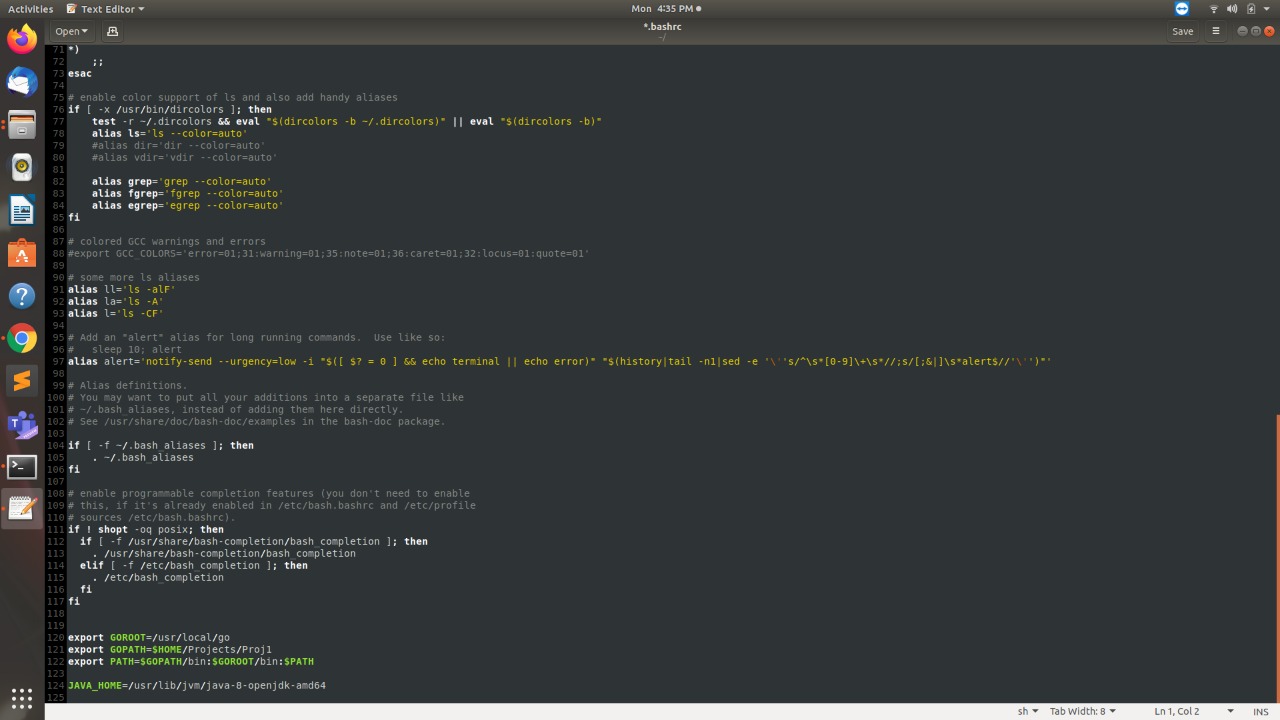 Activities Text Editor Mon 4:35 PM
Open *.bashrc Save
~/
71 *)
72 ;;
73 esac
74
75 # enable color support of ls and also add handy aliases
76 if [ -x /usr/bin/dircolors ]; then
77 test -r ~/.dircolors && eval "$(dircolors -b ~/.dircolors)" || eval "$(dircolors -b)"
78 alias ls='ls --color=auto'
79 #alias dir='dir --color=auto'
80 #alias vdir='vdir --color=auto'
81
82 alias grep='grep --color=auto'
83 alias fgrep='fgrep --color=auto'
84 alias egrep='egrep --color=auto'
85 fi
86
87 # colored GCC warnings and errors
88 #export GCC_COLORS='error=01;31:warning=01;35:note=01;36:caret=01;32:locus=01:quote=01'
89
90 # some more ls aliases
91 alias ll='ls -alF'
92 alias la='ls -A'
93 alias l='ls -CF'
94
95 # Add an "alert" alias for long running commands.  Use like so:
96 #   sleep 10; alert
97 alias alert='notify-send --urgency=low -i "$([ $? = 0 ] && echo terminal || echo error)" "$(history|tail -n1|sed -e '\''s/^\s*[0-9]\+\s*//;s/[;&|]\s*alert$//'\'')"'
98
99 # Alias definitions.
100 # You may want to put all your additions into a separate file like
101 # ~/.bash_aliases, instead of adding them here directly.
102 # See /usr/share/doc/bash-doc/examples in the bash-doc package.
103
104 if [ -f ~/.bash_aliases ]; then
105 . ~/.bash_aliases
106 fi
107
108 # enable programmable completion features (you don't need to enable
109 # this, if it's already enabled in /etc/bash.bashrc and /etc/profile
110 # sources /etc/bash.bashrc).
111 if ! shopt -oq posix; then
112 if [ -f /usr/share/bash-completion/bash_completion ]; then
113 . /usr/share/bash-completion/bash_completion
114 elif [ -f /etc/bash_completion ]; then
115 . /etc/bash_completion
116 fi
117 fi
118
119
120 export GOROOT=/usr/local/go
121 export GOPATH=$HOME/Projects/Proj1
122 export PATH=$GOPATH/bin:$GOROOT/bin:$PATH
123
124 JAVA_HOME=/usr/lib/jvm/java-8-openjdk-amd64
125
sh Tab Width: 8 Ln 1, Col 2 INS